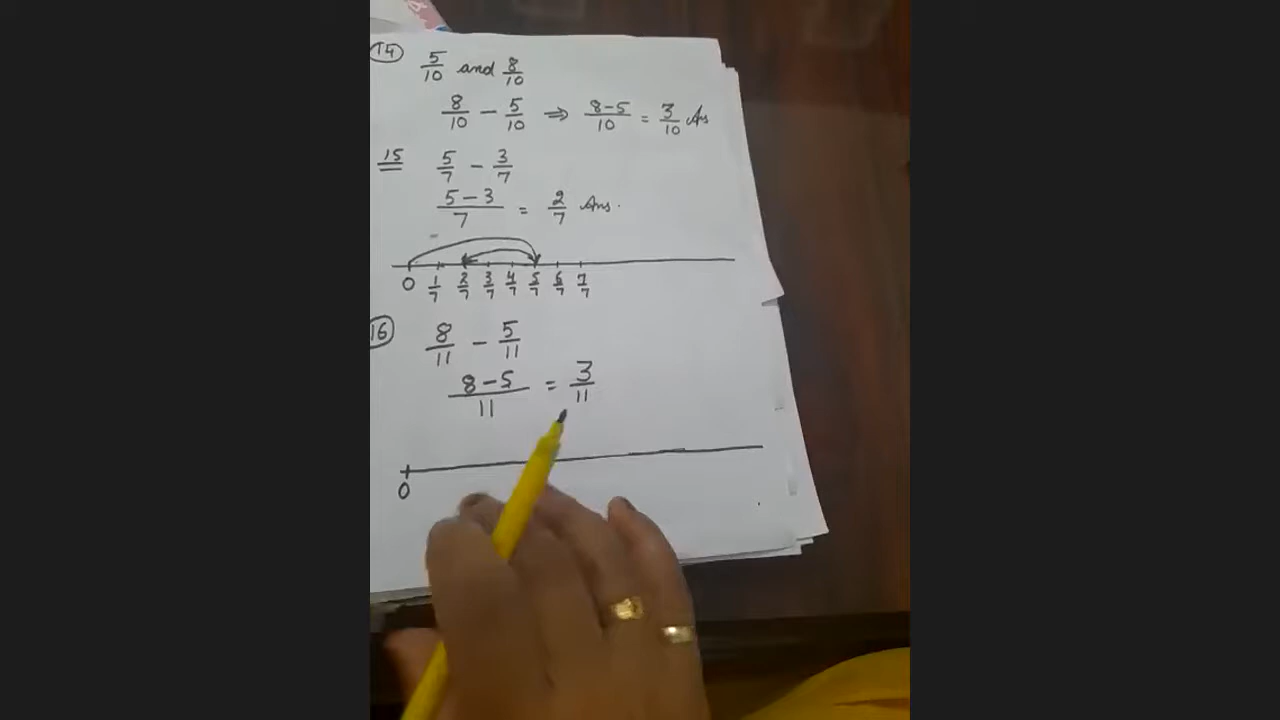 14 5/10 and 8/10
8/10 - 5/10 ⇒ 8-5/10 = 3/10 Ans
15 5/7 - 3/7
5-3/7 = 2/7 Ans.
0 1/7 2/7 3/7 4/7 5/7 6/7 7/7
16 8/11 - 5/11
8-5/11 = 3/11
0